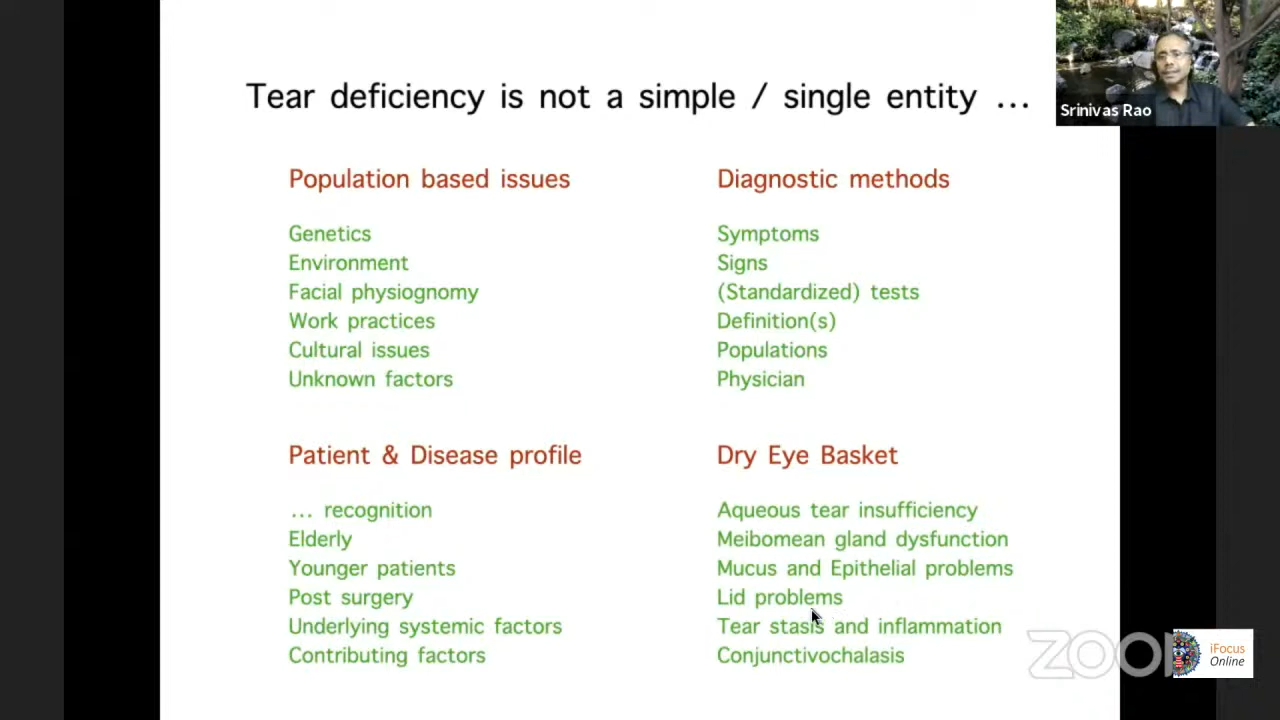 Tear deficiency is not a simple / single entity ...
Srinivas Rao
Population based issues
Genetics
Environment
Facial physiognomy
Work practices
Cultural issues
Unknown factors
Diagnostic methods
Symptoms
Signs
(Standardized) tests
Definition(s)
Populations
Physician
Patient & Disease profile
... recognition
Elderly
Younger patients
Post surgery
Underlying systemic factors
Contributing factors
Dry Eye Basket
Aqueous tear insufficiency
Meibomean gland dysfunction
Mucus and Epithelial problems
Lid problems
Tear stasis and inflammation
Conjunctivochalasis
iFocus
Online